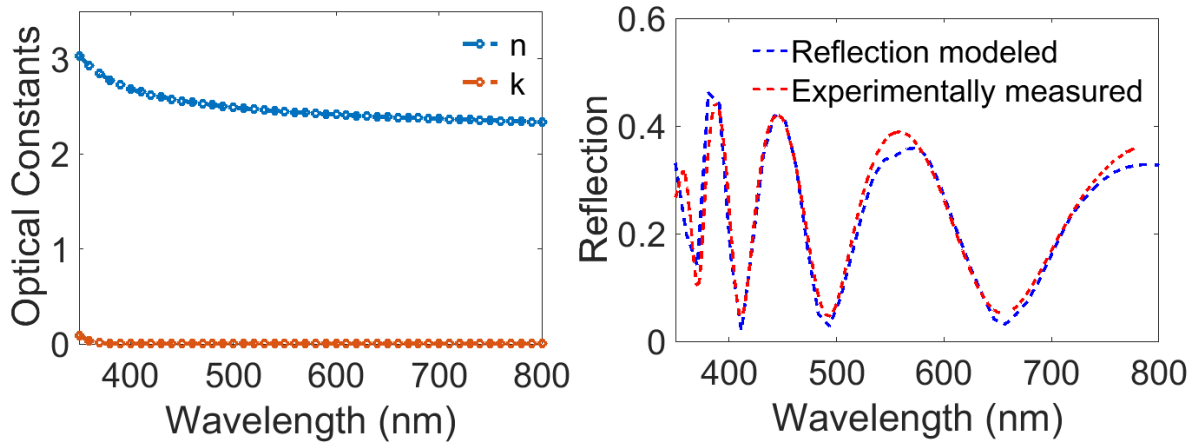 Optical Constants
3
2
1
0
n
k
400 500 600 700 800
Wavelength (nm)
Reflection
0.6
0.4
0.2
0
Reflection modeled
Experimentally measured
400 500 600 700 800
Wavelength (nm)